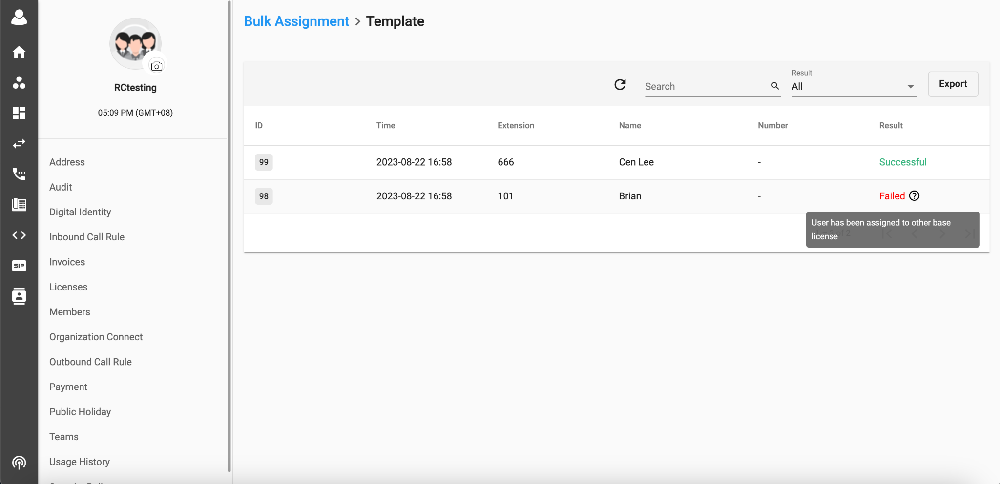 Bulk Assignment > Template
RCtesting
05:09 PM (GMT+08)
Search
Result
All
Export
ID Time Extension Name Number Result
99 2023-08-22 16:58 666 Cen Lee - Successful
98 2023-08-22 16:58 101 Brian - Failed
User has been assigned to other base
license
Address
Audit
Digital Identity
Inbound Call Rule
Invoices
Licenses
Members
Organization Connect
Outbound Call Rule
Payment
Public Holiday
Teams
Usage History
SIP